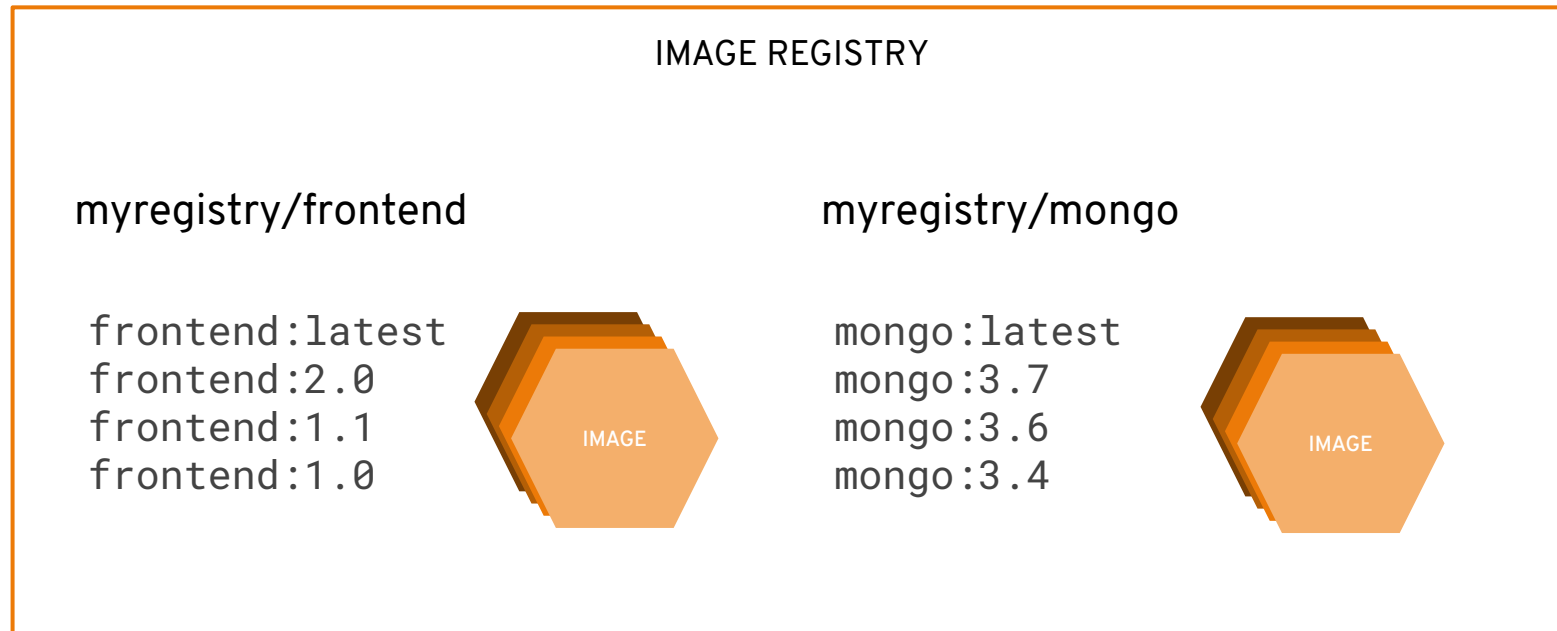 IMAGE REGISTRY
myregistry/frontend
frontend:latest
frontend:2.0
frontend:1.1
frontend:1.0
IMAGE
myregistry/mongo
mongo:latest
mongo:3.7
mongo:3.6
mongo:3.4
IMAGE